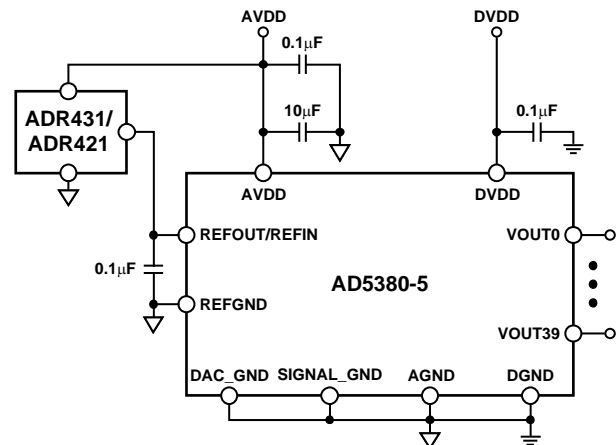 AVDD
DVDD
0.1μF
10μF
0.1μF
ADR431/
ADR421
AVDD
DVDD
REFOUT/REFIN
VOUT0
0.1μF
AD5380-5
REFGND
VOUT39
DAC_GND
SIGNAL_GND
AGND
DGND